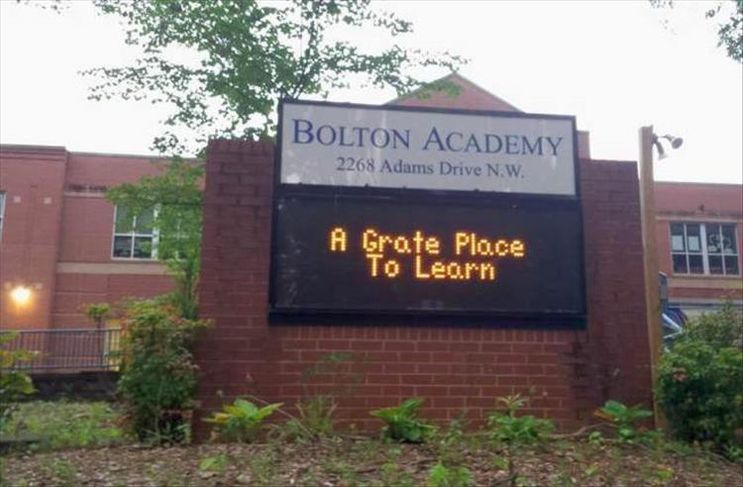 BOLTON ACADEMY
2268 Adams Drive N.W.
A Grate Place
To Learn